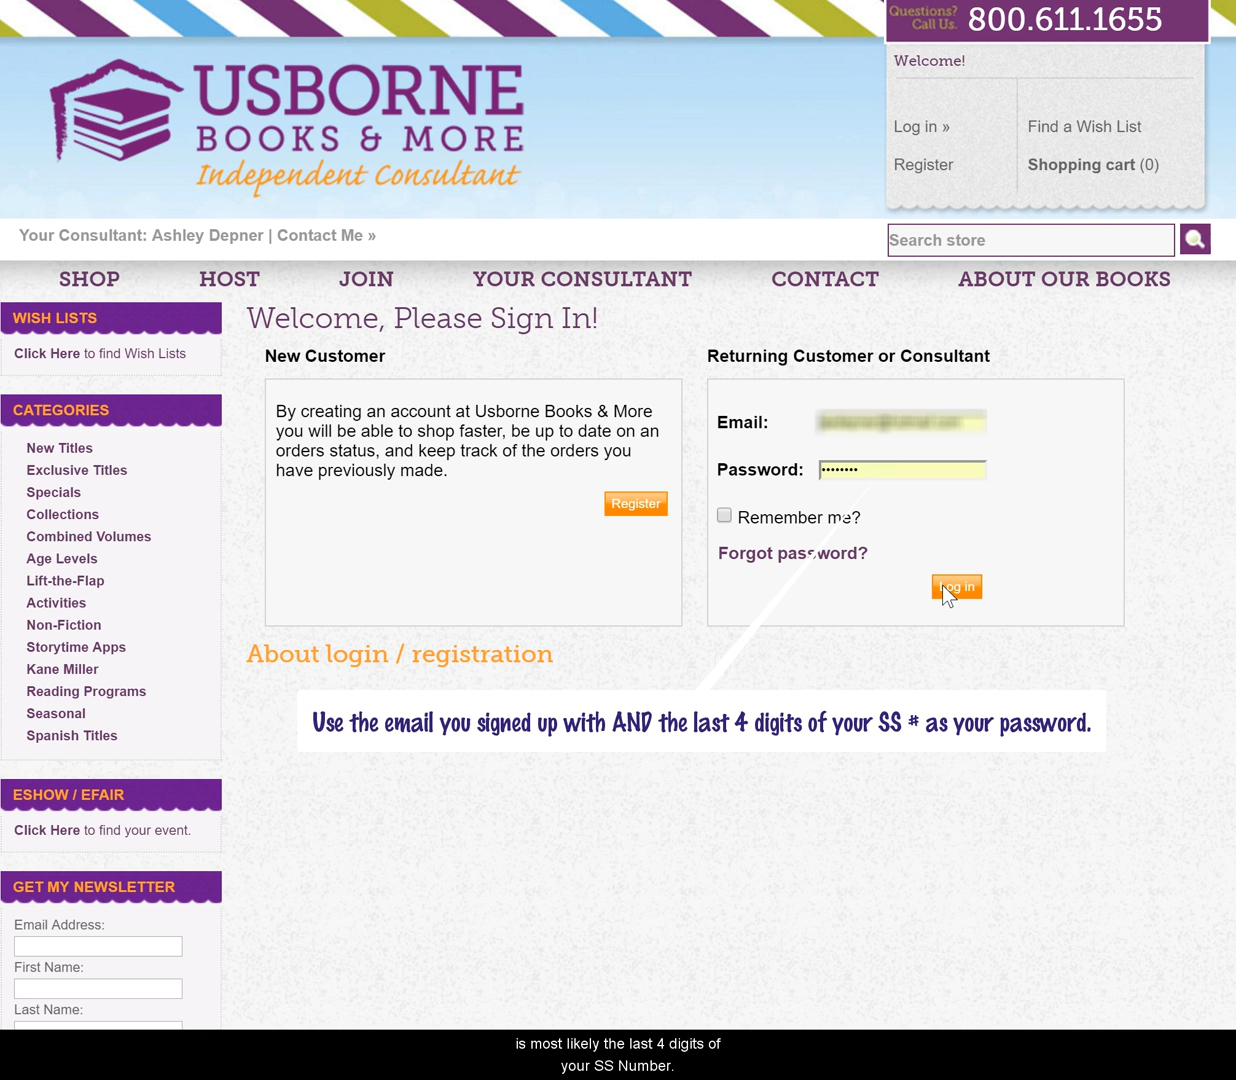 Questions?
Call Us.
800.611.1655
Welcome!
Log in »
Find a Wish List
Register
Shopping cart (0)
USBORNE
BOOKS & MORE
Independent Consultant
Your Consultant: Ashley Depner | Contact Me »
Search store
SHOP
HOST
JOIN
YOUR CONSULTANT
CONTACT
ABOUT OUR BOOKS
WISH LISTS
Click Here to find Wish Lists
CATEGORIES
New Titles
Exclusive Titles
Specials
Collections
Combined Volumes
Age Levels
Lift-the-Flap
Activities
Non-Fiction
Storytime Apps
Kane Miller
Reading Programs
Seasonal
Spanish Titles
ESHOW / EFAIR
Click Here to find your event.
GET MY NEWSLETTER
Email Address:
First Name:
Last Name:
Welcome, Please Sign In!
New Customer
By creating an account at Usborne Books & More
you will be able to shop faster, be up to date on an
orders status, and keep track of the orders you
have previously made.
Register
Returning Customer or Consultant
Email:
Password: ••••••••
Remember me?
Forgot password?
Log in
About login / registration
Use the email you signed up with AND the last 4 digits of your SS # as your password.
is most likely the last 4 digits of
your SS Number.